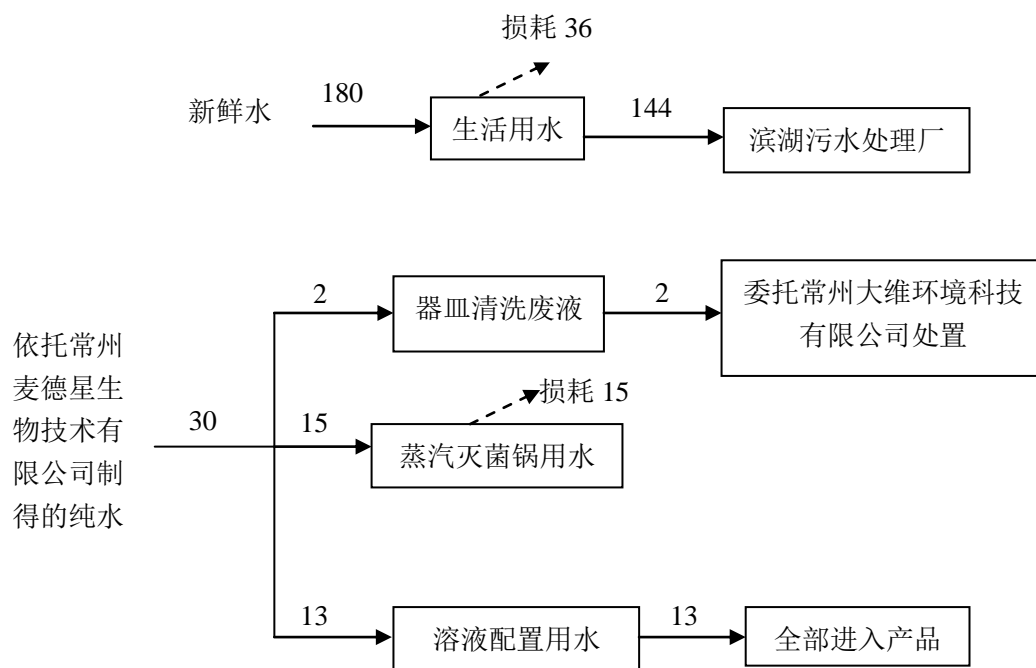 损耗 36
新鲜水
180
生活用水
144
滨湖污水处理厂
依托常州
麦德星生
物技术有
限公司制
得的纯水
30
2
器皿清洗废液
2
委托常州大维环境科技
有限公司处置
15
损耗 15
蒸汽灭菌锅用水
13
溶液配置用水
13
全部进入产品